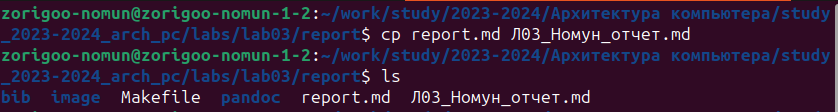 zorigoo-nomun@zorigoo-nomun-1-2:~/work/study/2023-2024/Архитектура компьютера/study
_2023-2024_arch_pc/labs/lab03/report$ cp report.md Л03_Номун_отчет.md
zorigoo-nomun@zorigoo-nomun-1-2:~/work/study/2023-2024/Архитектура компьютера/study
_2023-2024_arch_pc/labs/lab03/report$ ls
bib image Makefile pandoc report.md Л03_Номун_отчет.md